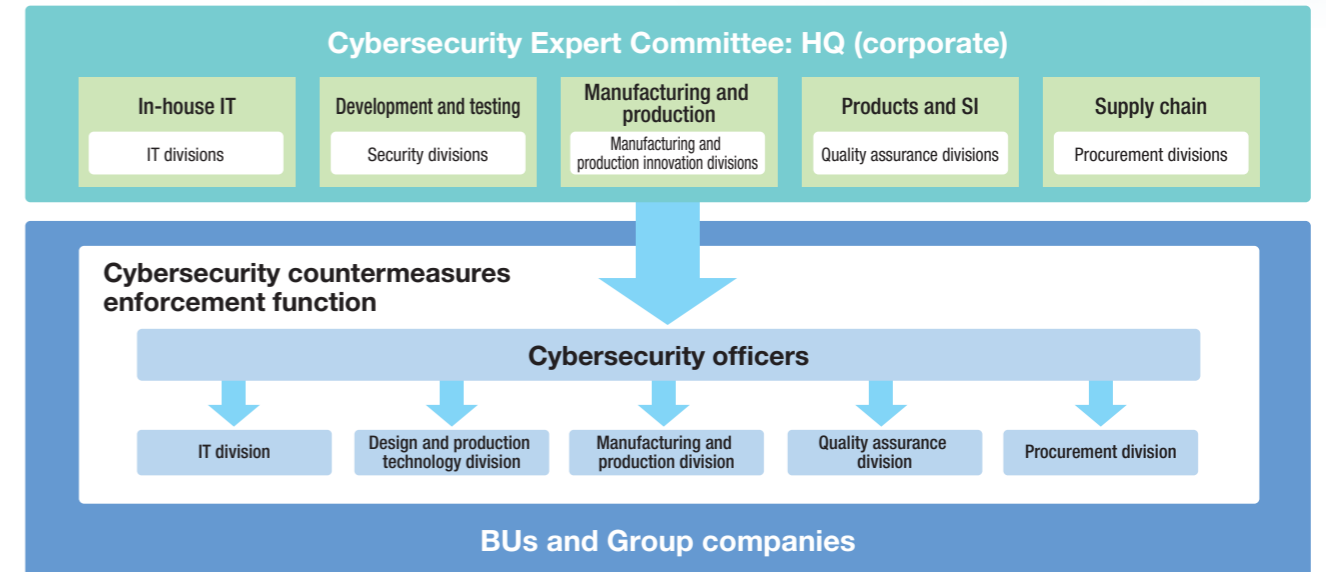 Cybersecurity Expert Committee: HQ (corporate)
In-house IT
IT divisions
Development and testing
Security divisions
Manufacturing and
production
Manufacturing and
production innovation divisions
Products and SI
Quality assurance divisions
Supply chain
Procurement divisions
Cybersecurity countermeasures
enforcement function
Cybersecurity officers
IT division
Design and production
technology division
Manufacturing and
production division
Quality assurance
division
Procurement division
BUs and Group companies